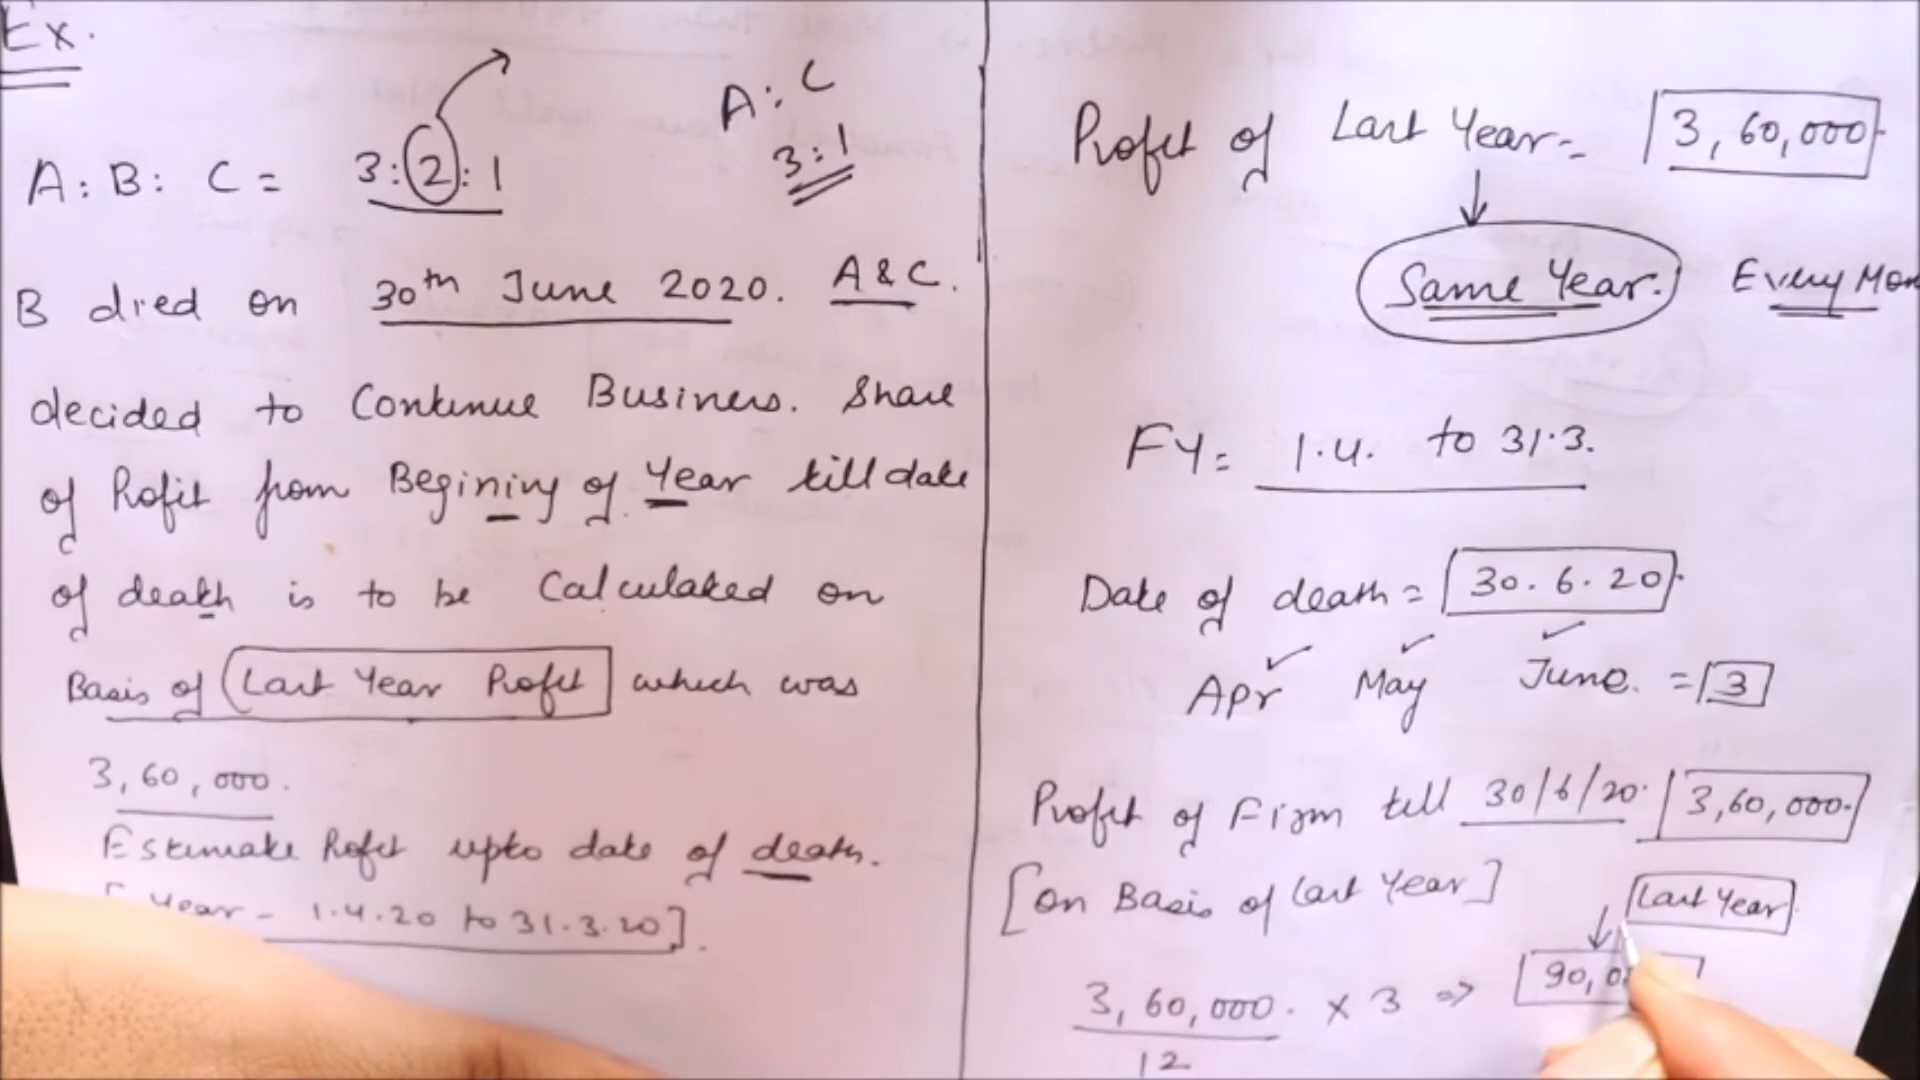 Ex.
A : B : C = 3 : 2 : 1
A : C
3 : 1
B died on 30th June 2020. A & C.
decided to Continue Business. Share
of Profit from Begining of Year till date
of death is to be Calculated on
Basis of Last Year Profit which was
3,60,000.
Estimate Profit upto date of death.
Year - 1.4.20 to 31.3.20].
Profit of Last Year = 3,60,000
Same Year. Every Mon
FY = 1.4. to 31.3.
Date of death = 30.6.20
Apr May June. = 3
Profit of Firm till 30/6/20. 3,60,000.
[on Basis of Last Year]
Last Year
3,60,000. x 3 => 90,0
12